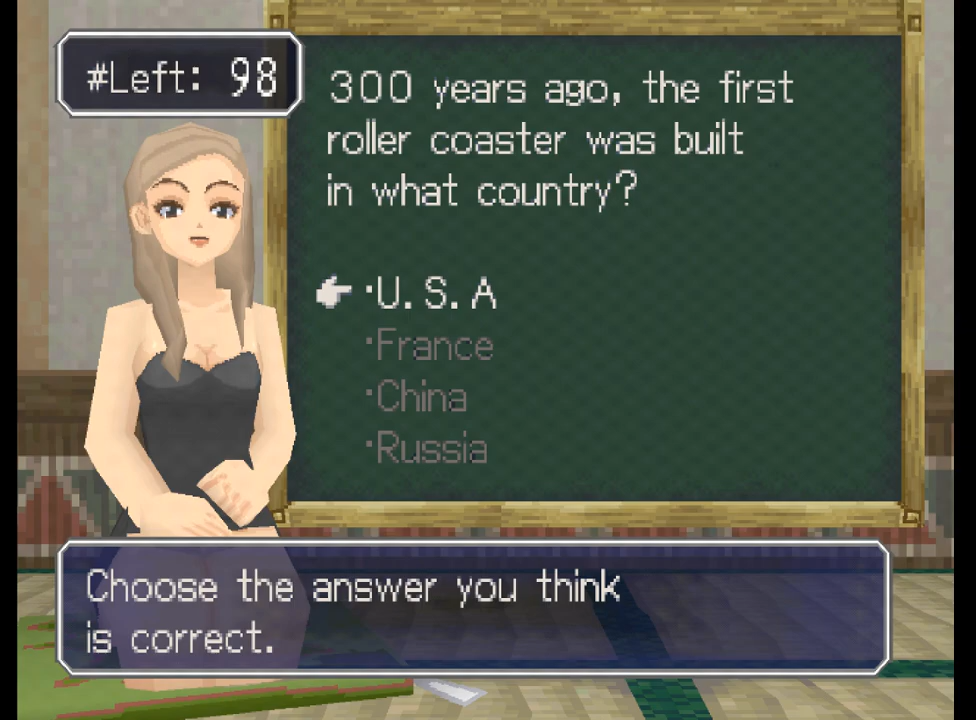 #Left: 98
300 years ago, the first
roller coaster was built
in what country?
·U. S. A
·France
·China
·Russia
Choose the answer you think
is correct.